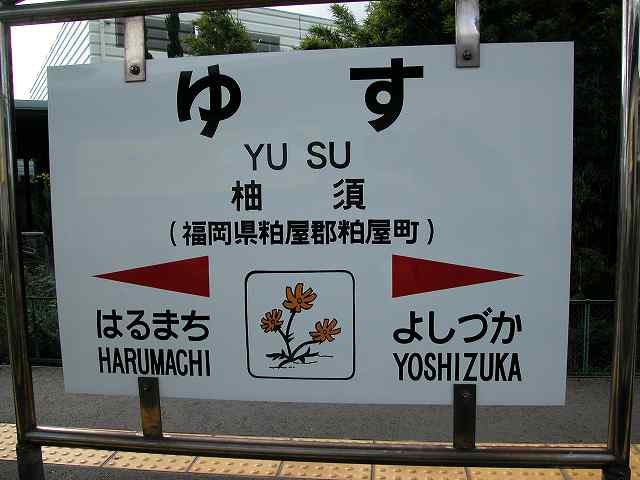 ゆす
YU SU
柚須
(福岡県粕屋郡粕屋町)
はるまち よしづか
HARUMACHI YOSHIZUKA